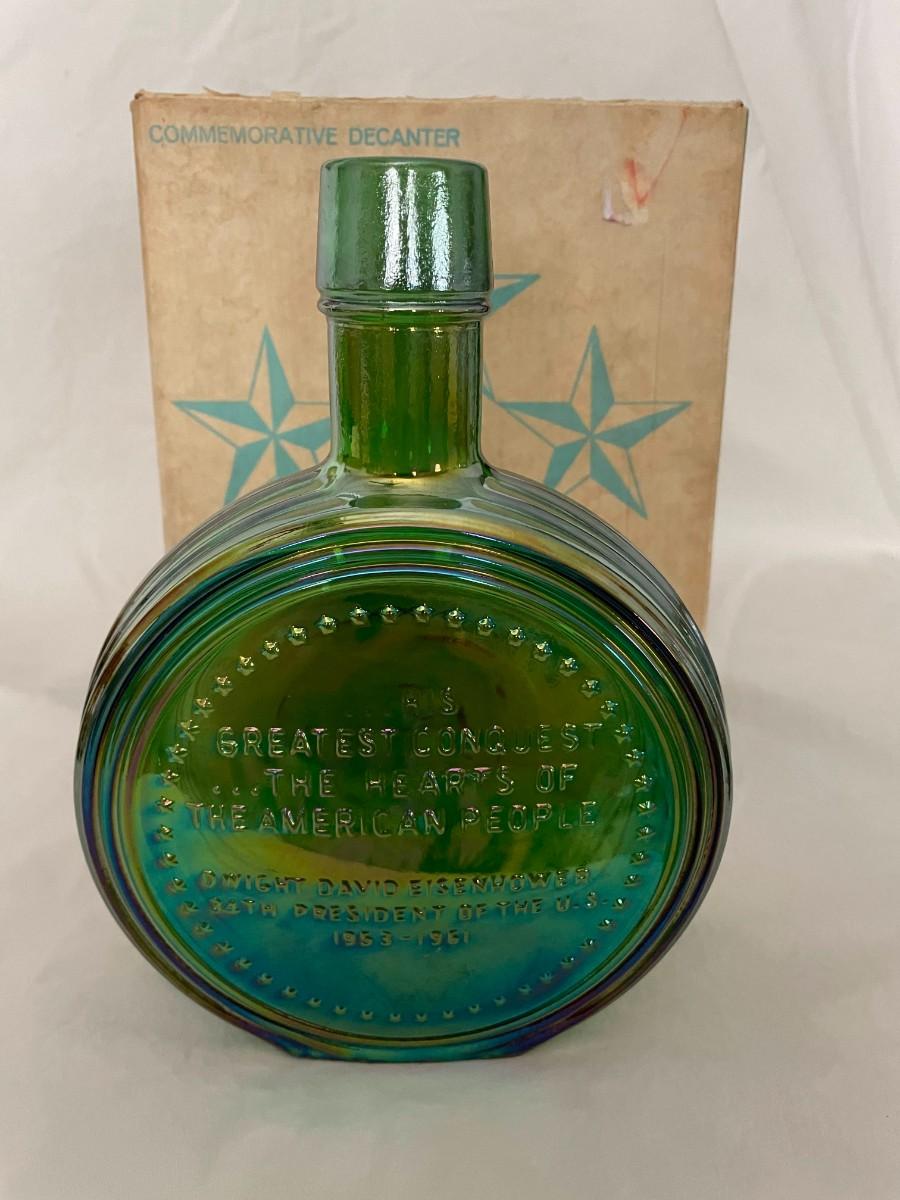 COMMEMORATIVE DECANTER
...HIS
GREATEST CONQUEST
...THE HEARTS OF
THE AMERICAN PEOPLE
DWIGHT DAVID EISENHOWER
34TH PRESIDENT OF THE U.S.
1953-1961